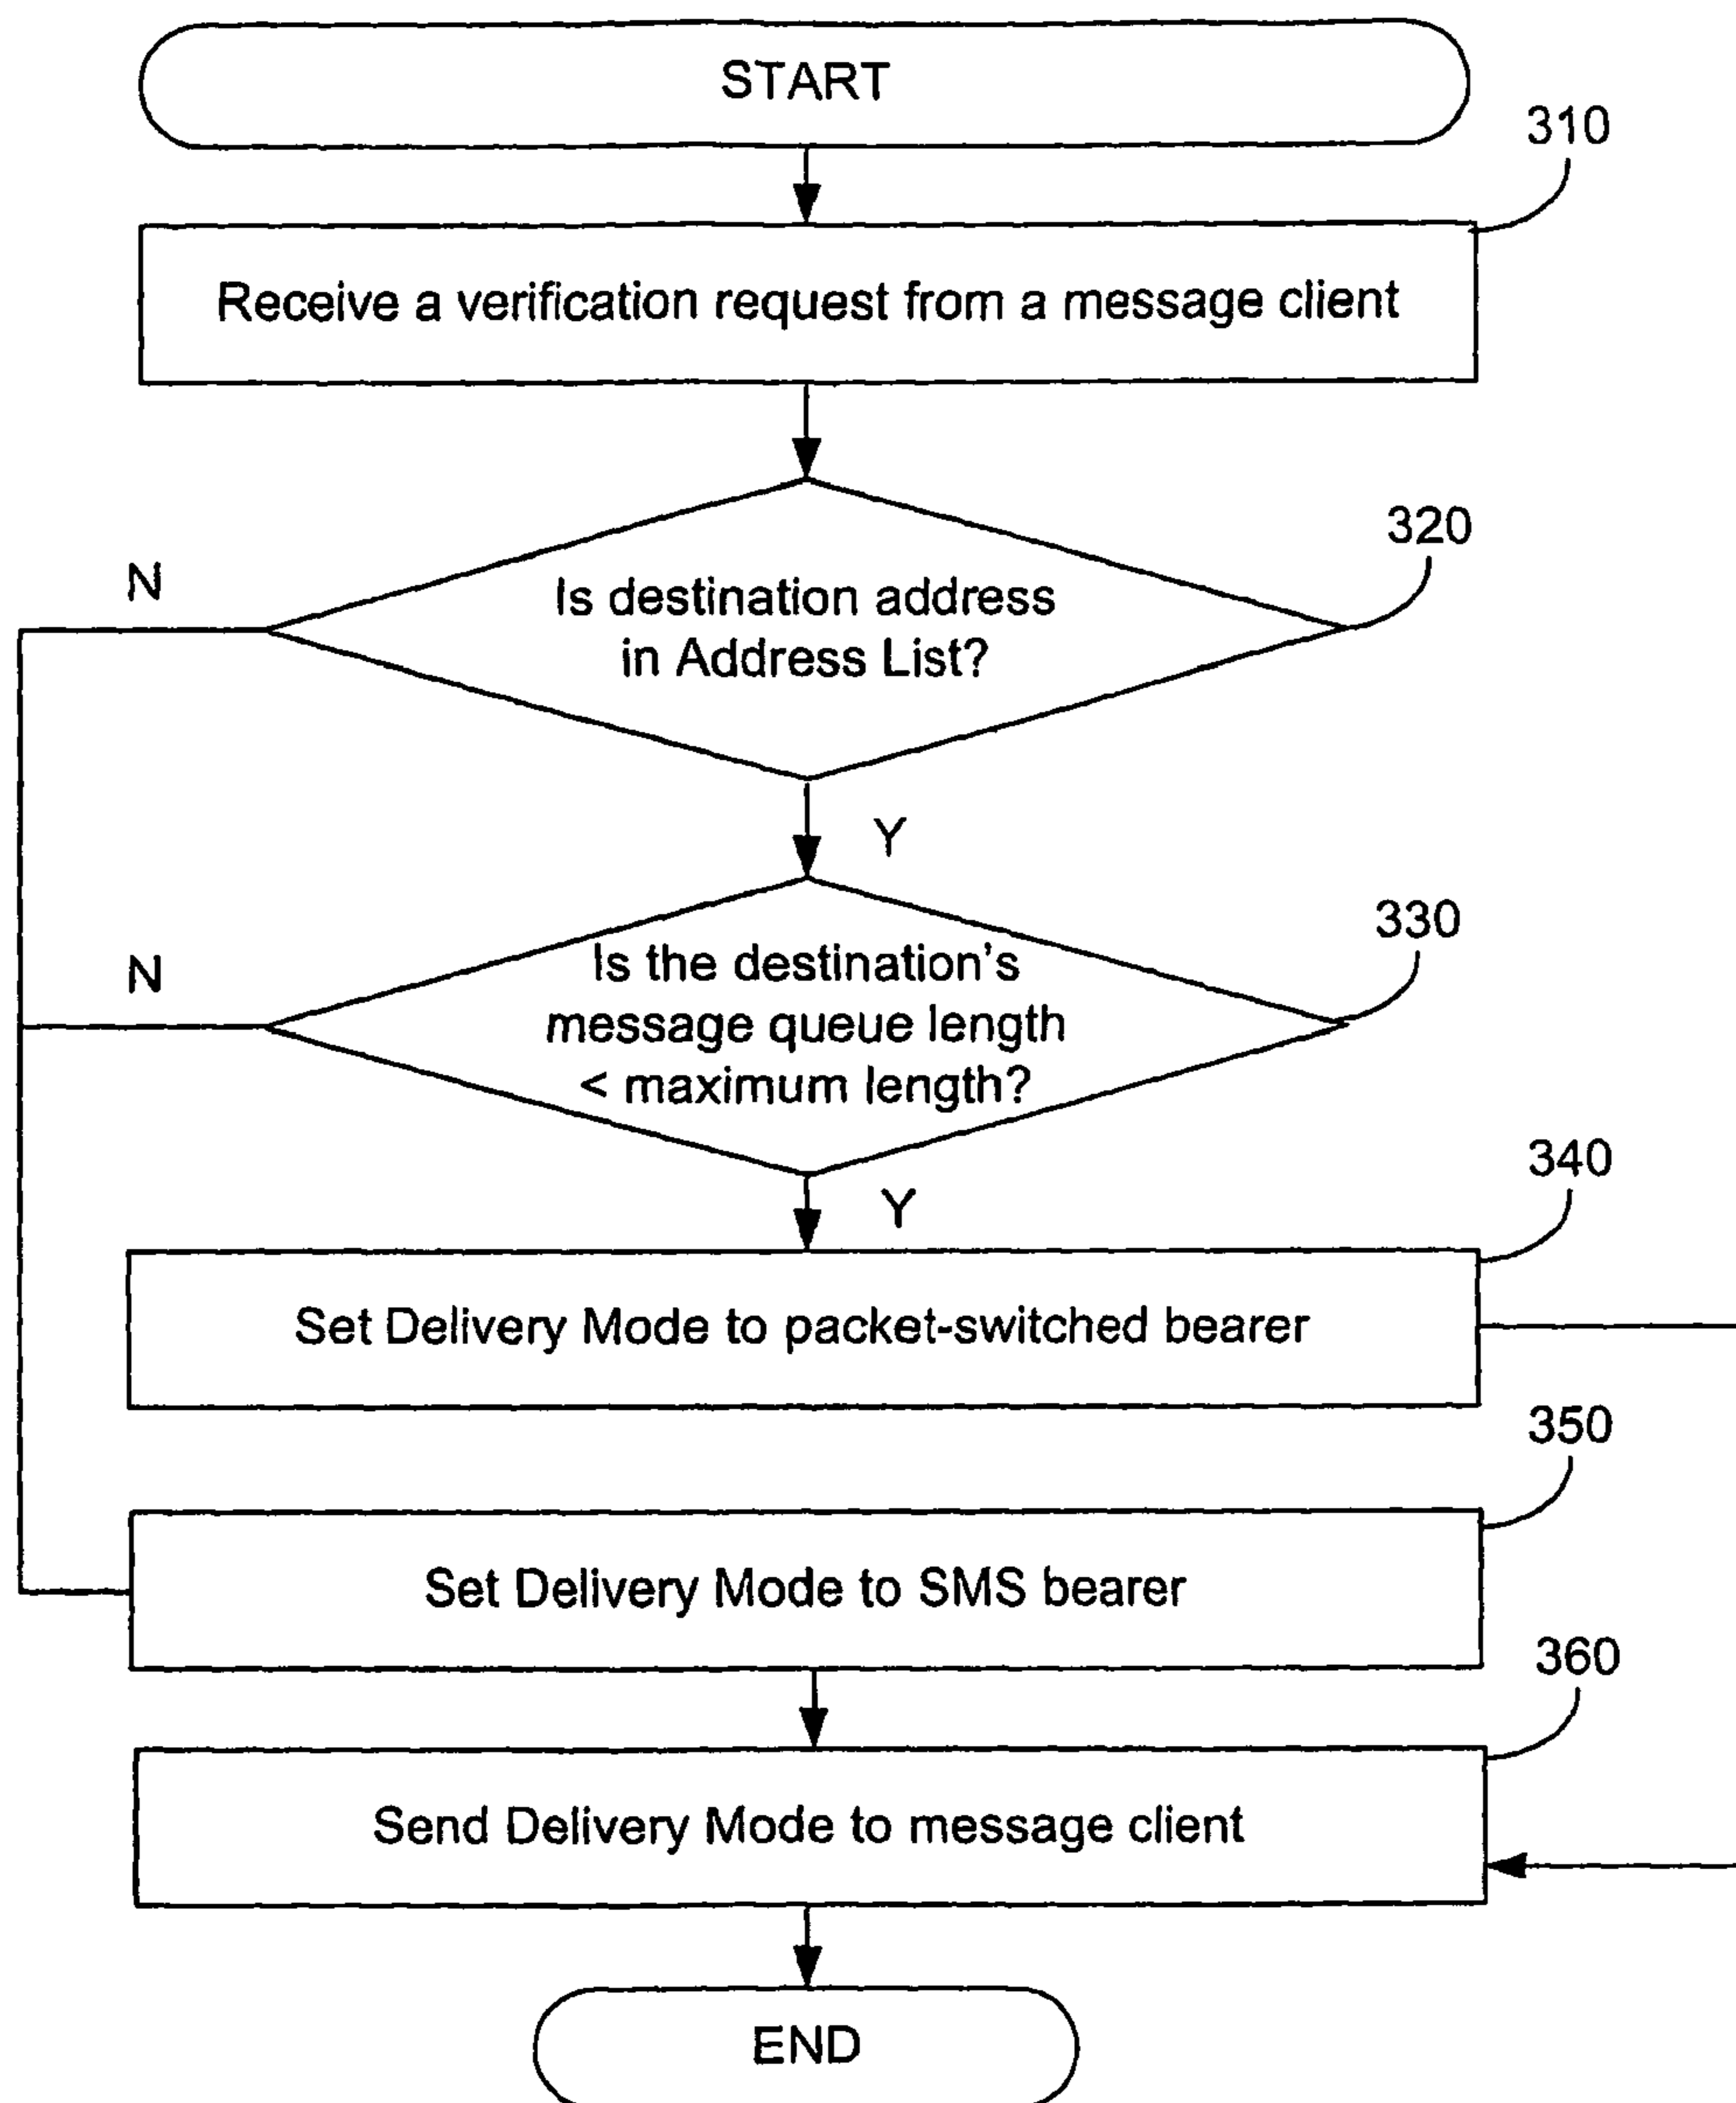 START
310
Receive a verification request from a message client
320
N
Is destination address
in Address List?
Y
330
N
Is the destination's
message queue length
< maximum length?
340
Y
Set Delivery Mode to packet-switched bearer
350
Set Delivery Mode to SMS bearer
360
Send Delivery Mode to message client
END